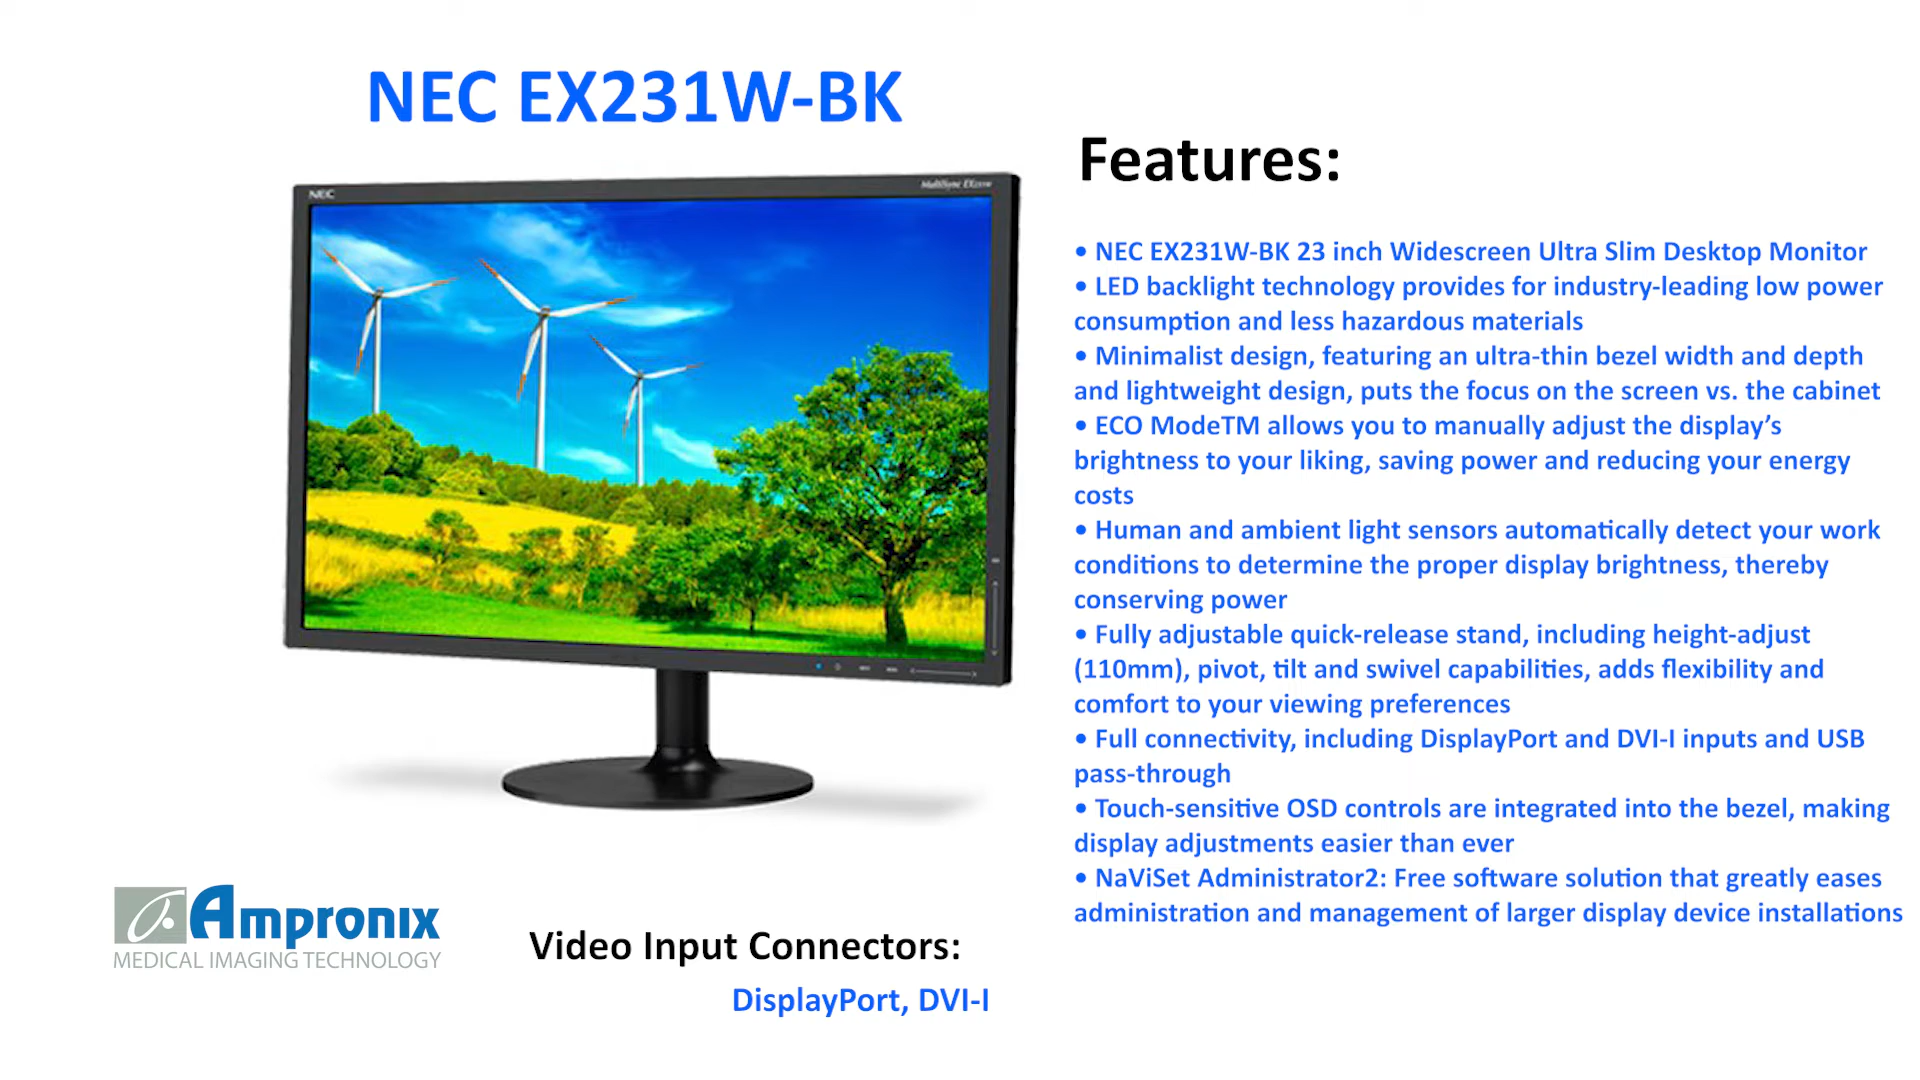 NEC EX231W-BK
NEC
MultiSync EX231W
Features:
• NEC EX231W-BK 23 inch Widescreen Ultra Slim Desktop Monitor
• LED backlight technology provides for industry-leading low power
consumption and less hazardous materials
• Minimalist design, featuring an ultra-thin bezel width and depth
and lightweight design, puts the focus on the screen vs. the cabinet
• ECO ModeTM allows you to manually adjust the display’s
brightness to your liking, saving power and reducing your energy
costs
• Human and ambient light sensors automatically detect your work
conditions to determine the proper display brightness, thereby
conserving power
• Fully adjustable quick-release stand, including height-adjust
(110mm), pivot, tilt and swivel capabilities, adds flexibility and
comfort to your viewing preferences
• Full connectivity, including DisplayPort and DVI-I inputs and USB
pass-through
• Touch-sensitive OSD controls are integrated into the bezel, making
display adjustments easier than ever
• NaViSet Administrator2: Free software solution that greatly eases
administration and management of larger display device installations
Ampronix
MEDICAL IMAGING TECHNOLOGY
Video Input Connectors:
DisplayPort, DVI-I